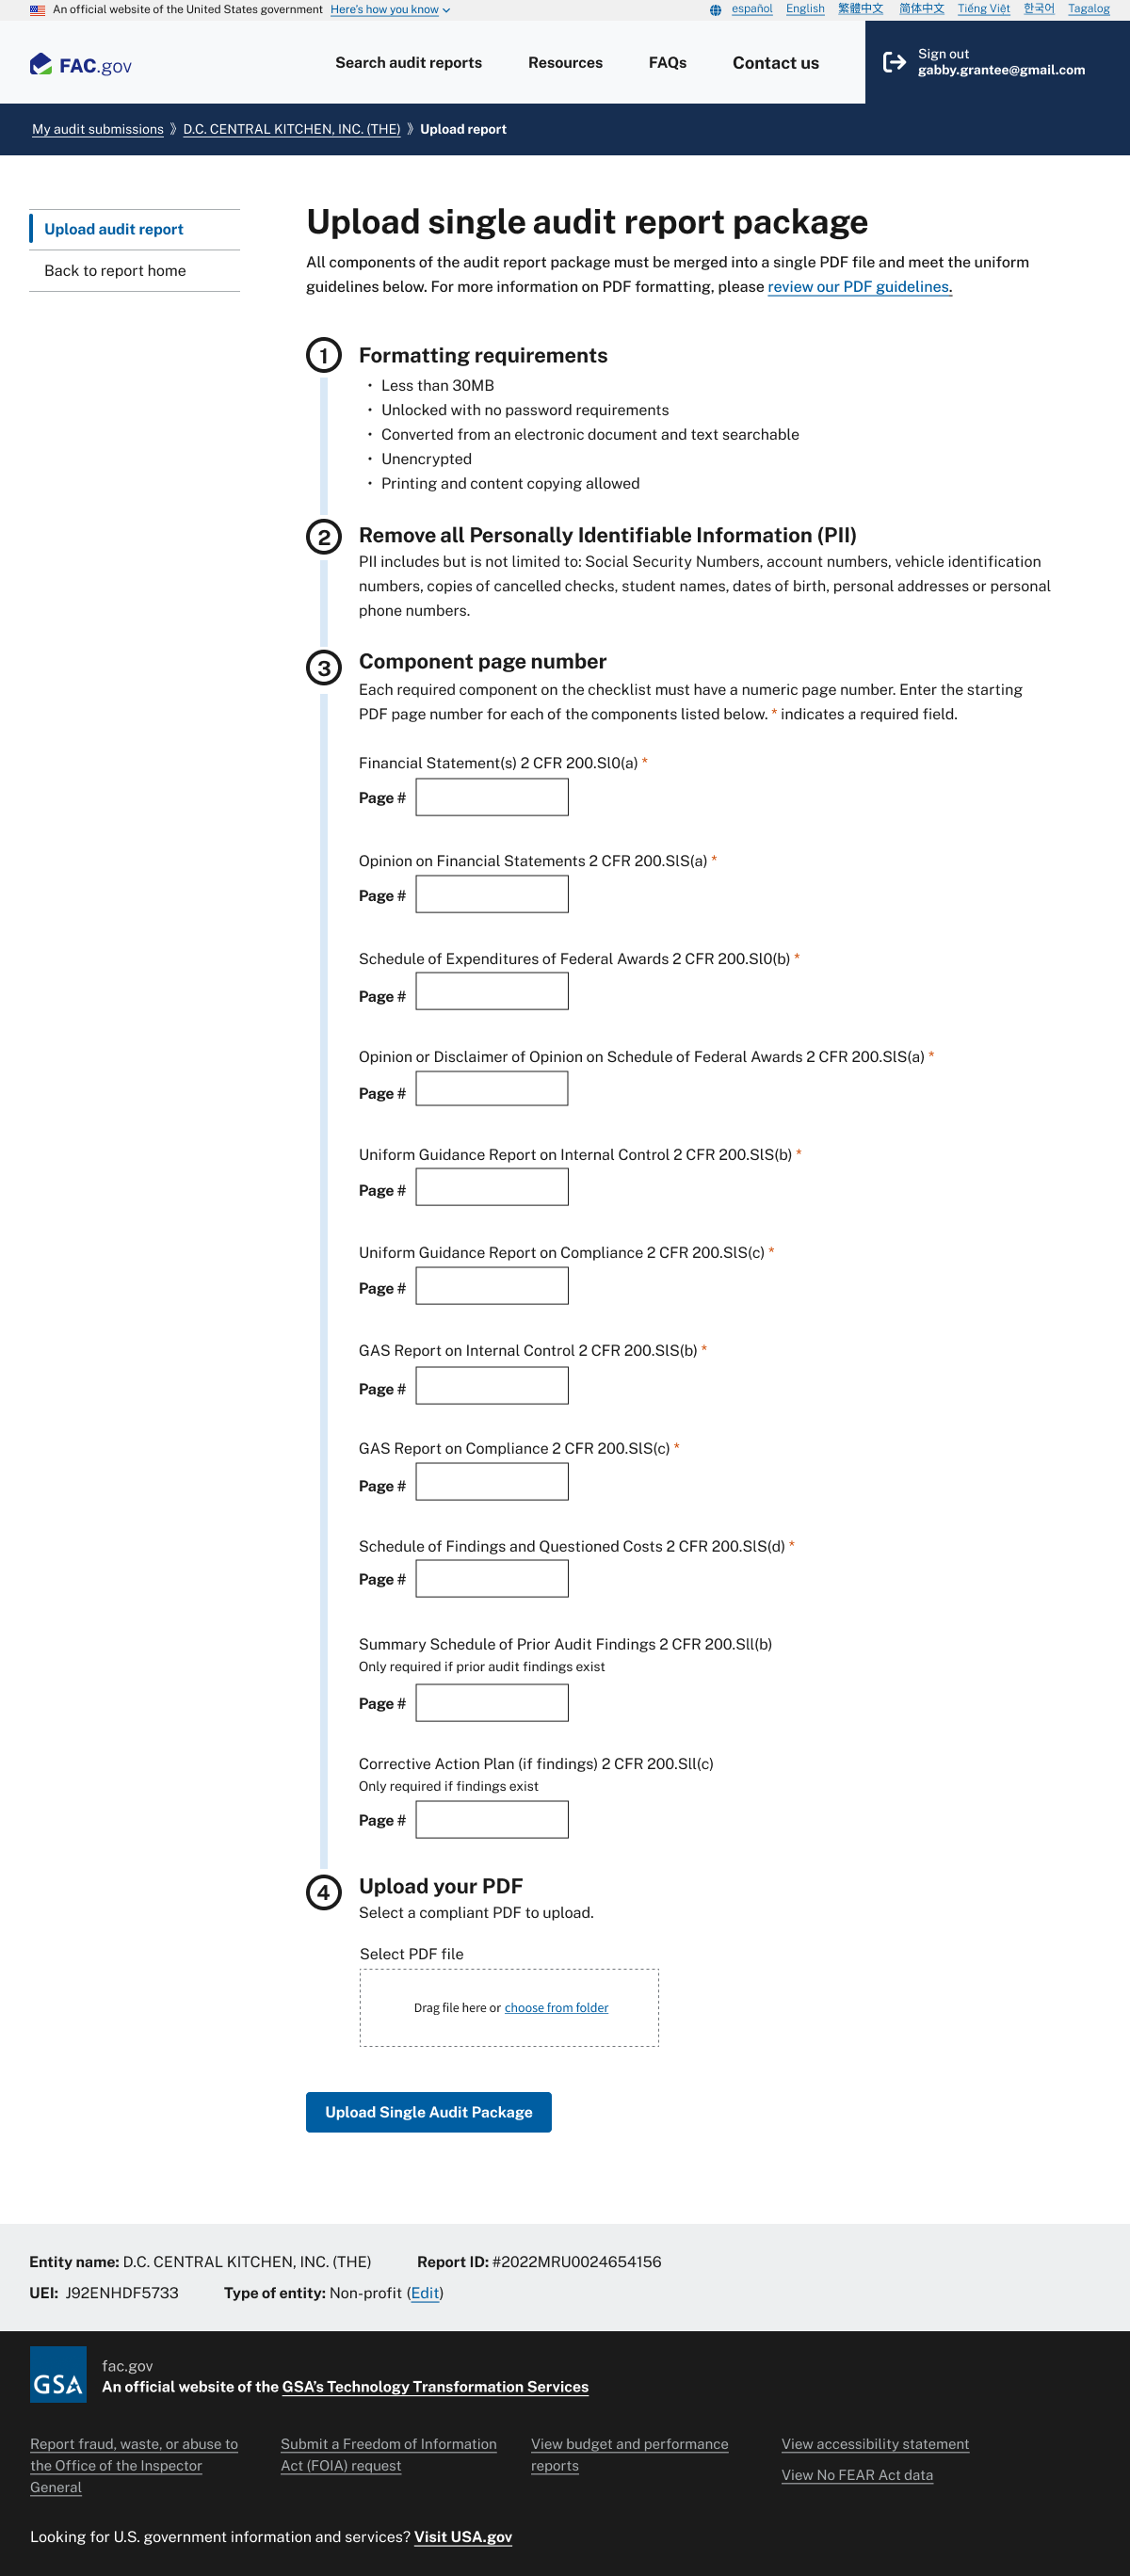 An official website of the United States government Here's how you know
español English 繁體中文 简体中文 Tiếng Việt 한국어 Tagalog
FAC.gov
Search audit reports Resources FAQs Contact us
Sign out
gabby.grantee@gmail.com
My audit submissions 》 D.C. CENTRAL KITCHEN, INC. (THE) 》 Upload report
Upload audit report
Back to report home
Upload single audit report package
All components of the audit report package must be merged into a single PDF file and meet the uniform
guidelines below. For more information on PDF formatting, please review our PDF guidelines.
1 Formatting requirements
• Less than 30MB
• Unlocked with no password requirements
• Converted from an electronic document and text searchable
• Unencrypted
• Printing and content copying allowed
2 Remove all Personally Identifiable Information (PII)
PII includes but is not limited to: Social Security Numbers, account numbers, vehicle identification
numbers, copies of cancelled checks, student names, dates of birth, personal addresses or personal
phone numbers.
3 Component page number
Each required component on the checklist must have a numeric page number. Enter the starting
PDF page number for each of the components listed below. * indicates a required field.
Financial Statement(s) 2 CFR 200.Sl0(a) *
Page #
Opinion on Financial Statements 2 CFR 200.SlS(a) *
Page #
Schedule of Expenditures of Federal Awards 2 CFR 200.Sl0(b) *
Page #
Opinion or Disclaimer of Opinion on Schedule of Federal Awards 2 CFR 200.SlS(a) *
Page #
Uniform Guidance Report on Internal Control 2 CFR 200.SlS(b) *
Page #
Uniform Guidance Report on Compliance 2 CFR 200.SlS(c) *
Page #
GAS Report on Internal Control 2 CFR 200.SlS(b) *
Page #
GAS Report on Compliance 2 CFR 200.SlS(c) *
Page #
Schedule of Findings and Questioned Costs 2 CFR 200.SlS(d) *
Page #
Summary Schedule of Prior Audit Findings 2 CFR 200.Sll(b)
Only required if prior audit findings exist
Page #
Corrective Action Plan (if findings) 2 CFR 200.Sll(c)
Only required if findings exist
Page #
4 Upload your PDF
Select a compliant PDF to upload.
Select PDF file
Drag file here or choose from folder
Upload Single Audit Package
Entity name: D.C. CENTRAL KITCHEN, INC. (THE) Report ID: #2022MRU0024654156
UEI: J92ENHDF5733 Type of entity: Non-profit (Edit)
GSA
fac.gov
An official website of the GSA's Technology Transformation Services
Report fraud, waste, or abuse to
the Office of the Inspector
General
Submit a Freedom of Information
Act (FOIA) request
View budget and performance
reports
View accessibility statement
View No FEAR Act data
Looking for U.S. government information and services? Visit USA.gov